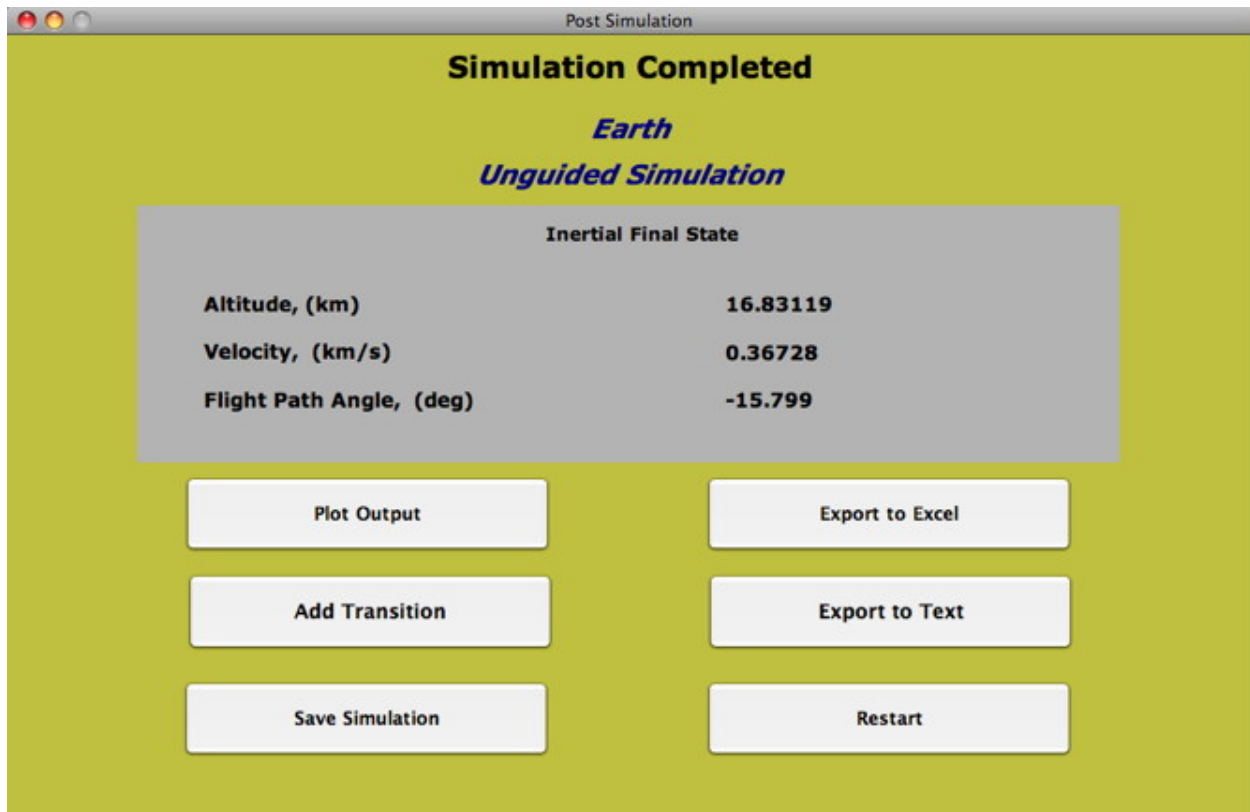 Post Simulation
Simulation Completed
Earth
Unguided Simulation
Inertial Final State
Altitude, (km) 16.83119
Velocity, (km/s) 0.36728
Flight Path Angle, (deg) -15.799
Plot Output Export to Excel
Add Transition Export to Text
Save Simulation Restart